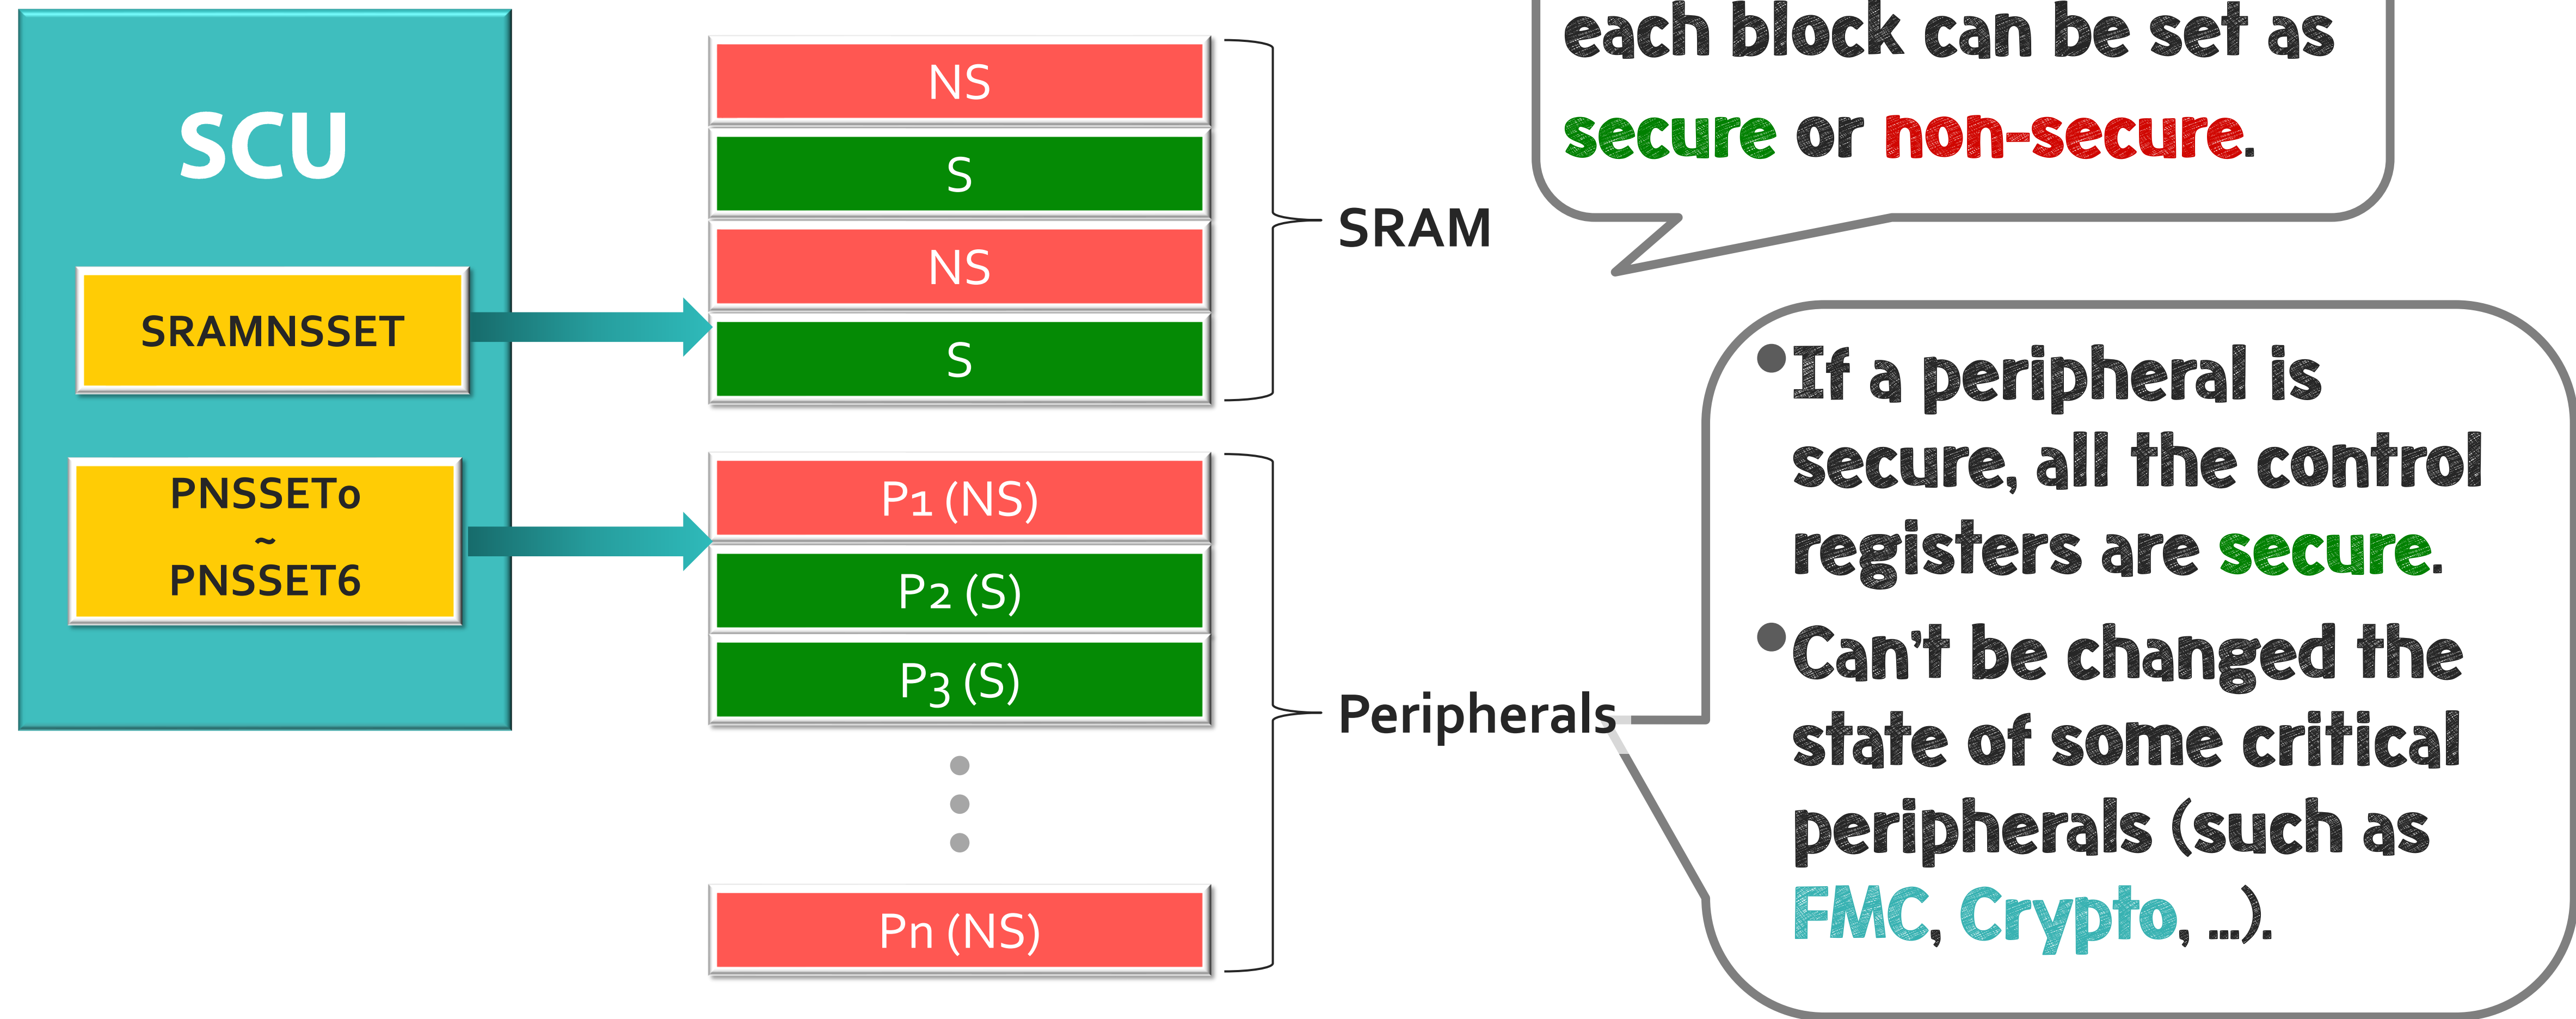 SCU
SRAMNSSET
PNSSET0
~
PNSSET6
NS
S
NS
S
SRAM
P1 (NS)
P2 (S)
P3 (S)
Pn (NS)
Peripherals
each block can be set as
secure or non-secure.
•If a peripheral is
secure, all the control
registers are secure.
•Can't be changed the
state of some critical
peripherals (such as
FMC, Crypto, ...).